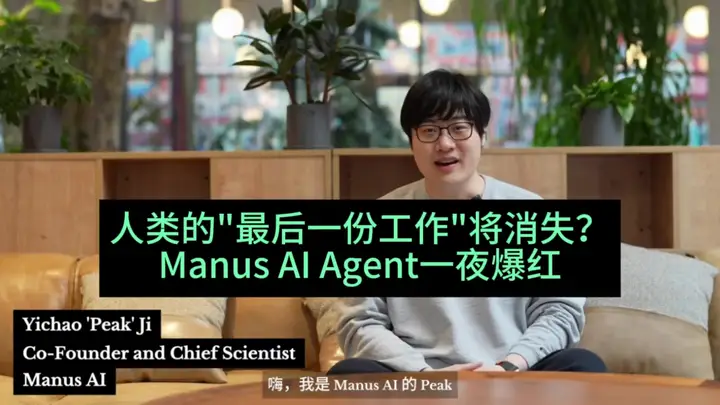 人类的"最后一份工作"将消失？
Manus AI Agent一夜爆红
Yichao 'Peak' Ji
Co-Founder and Chief Scientist
Manus AI
嗨，我是 Manus AI 的 Peak